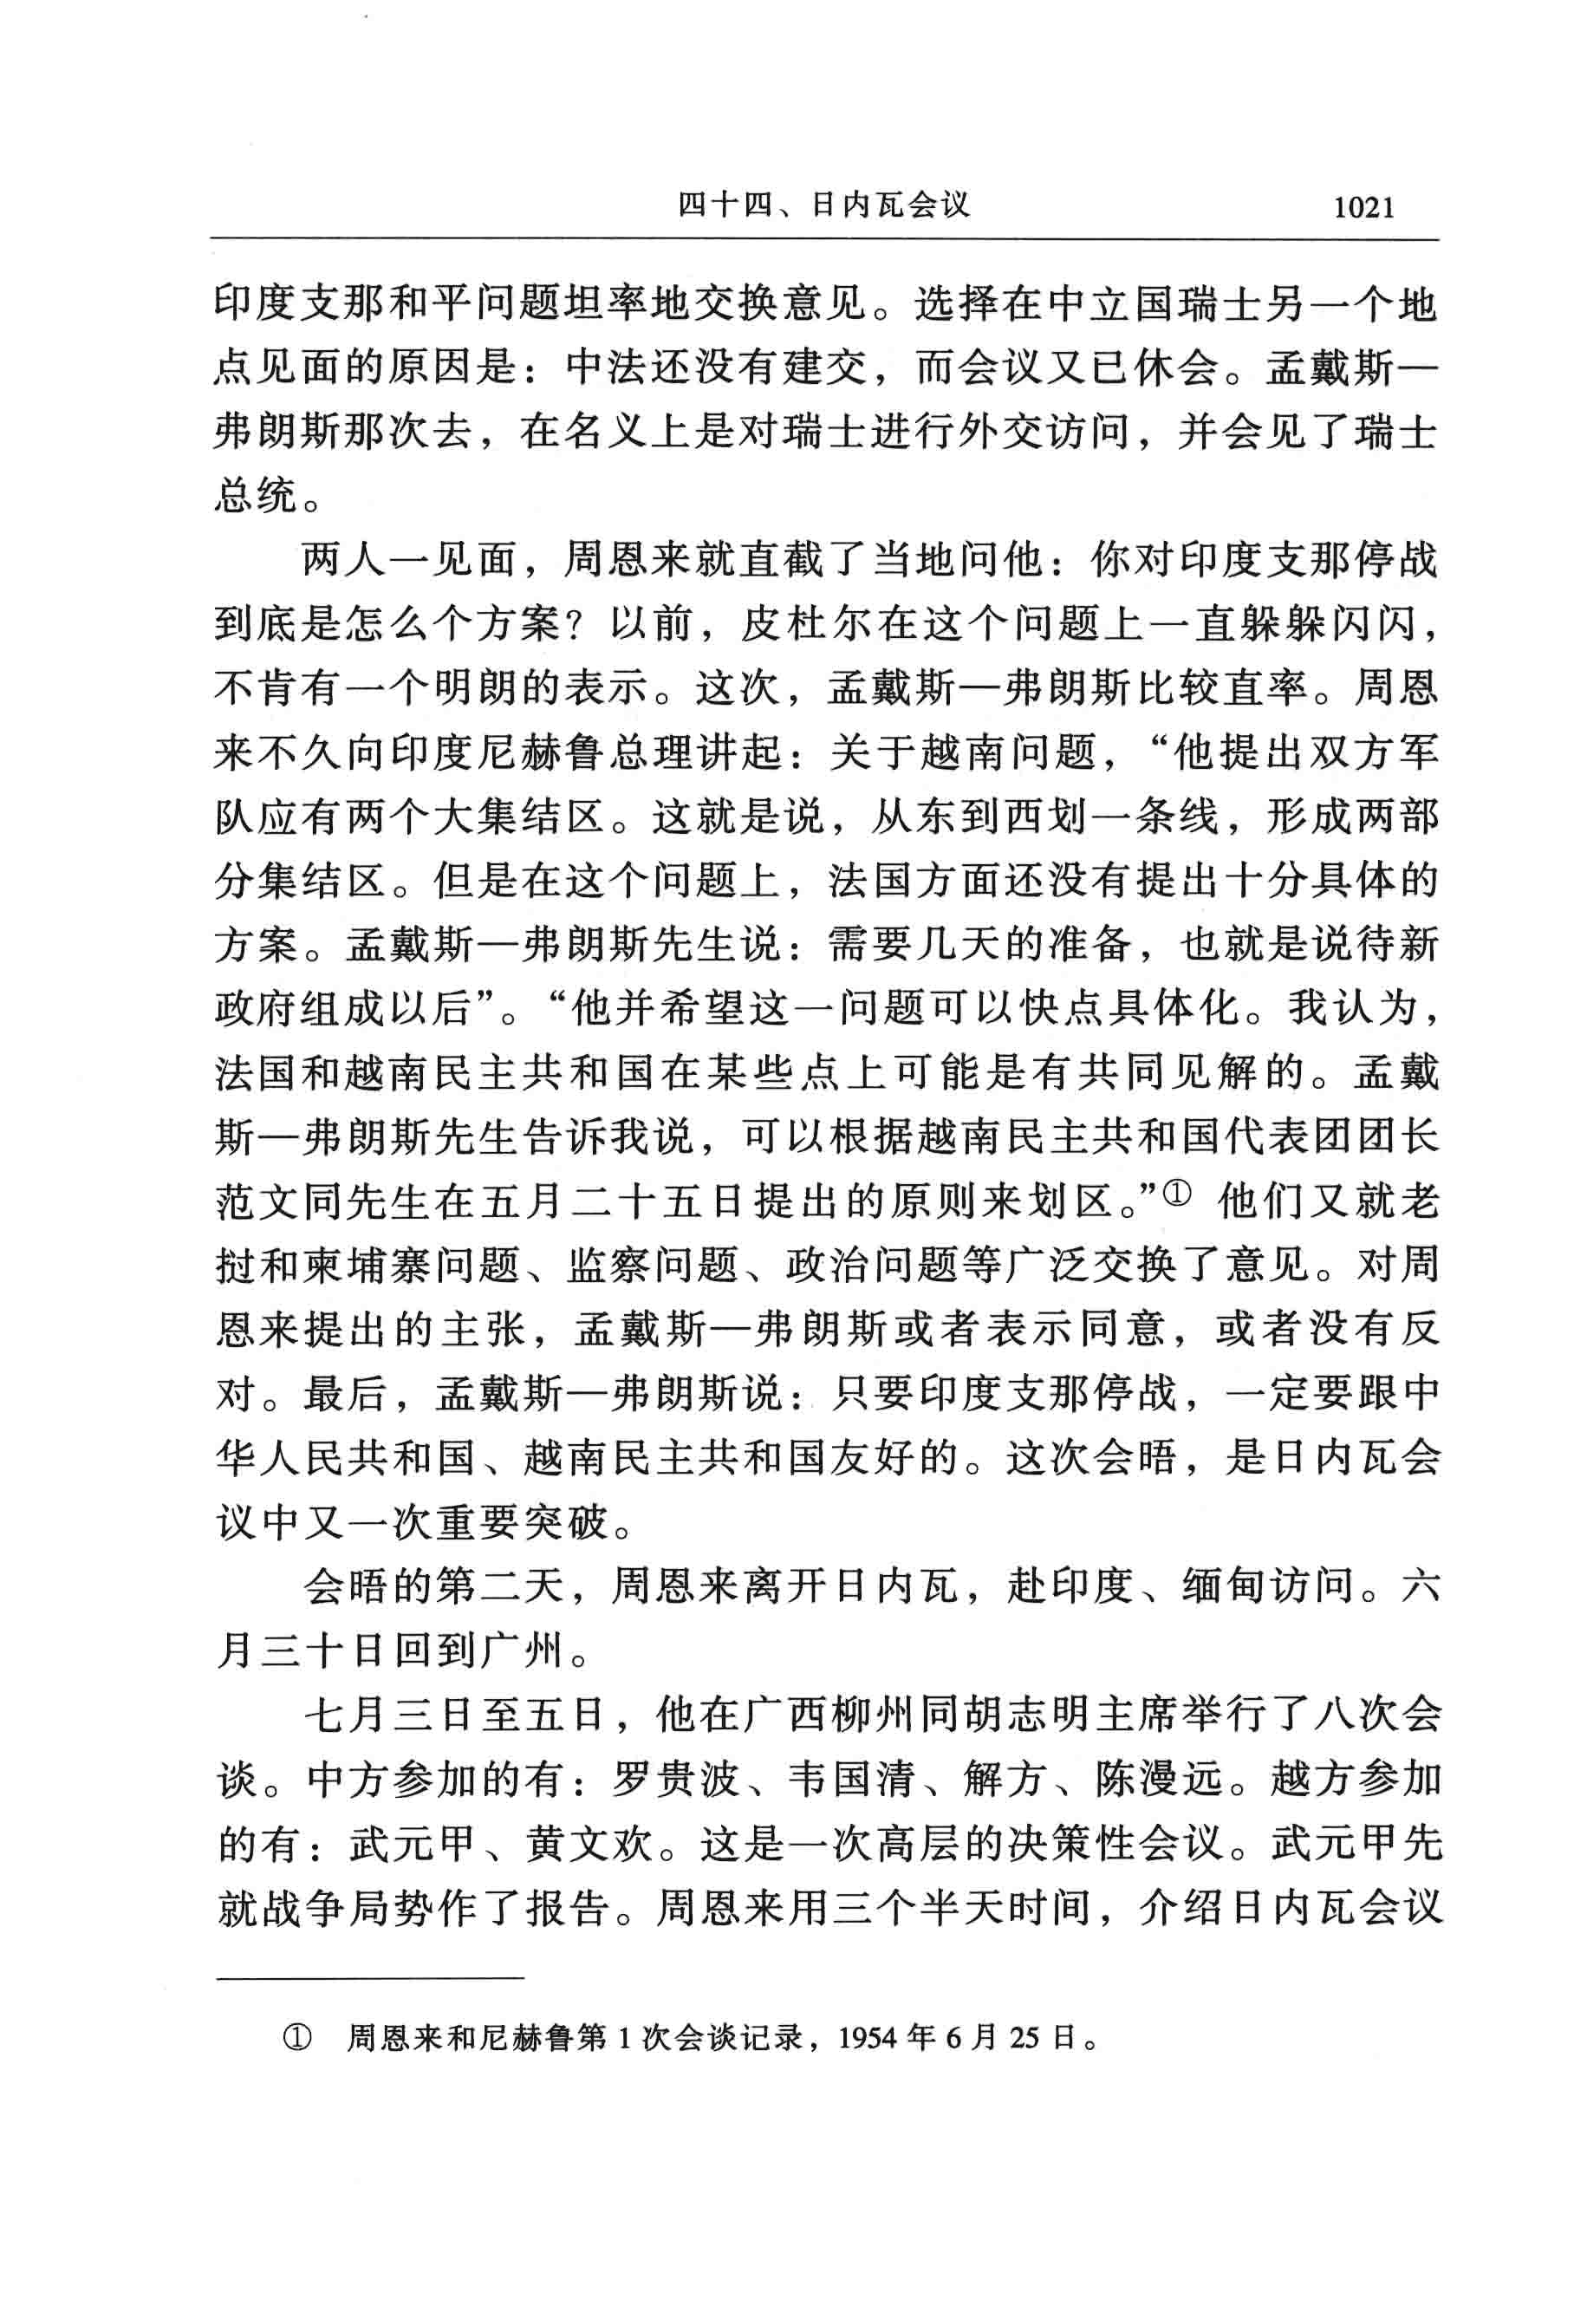 四十四、日内瓦会议 1021
印度支那和平问题坦率地交换意见。选择在中立国瑞士另一个地
点见面的原因是：中法还没有建交，而会议又已休会。孟戴斯—
弗朗斯那次去，在名义上是对瑞士进行外交访问，并会见了瑞士
总统。
两人一见面，周恩来就直截了当地问他：你对印度支那停战
到底是怎么个方案？以前，皮杜尔在这个问题上一直躲躲闪闪，
不肯有一个明朗的表示。这次，孟戴斯—弗朗斯比较直率。周恩
来不久向印度尼赫鲁总理讲起：关于越南问题，“他提出双方军
队应有两个大集结区。这就是说，从东到西划一条线，形成两部
分集结区。但是在这个问题上，法国方面还没有提出十分具体的
方案。孟戴斯—弗朗斯先生说：需要几天的准备，也就是说待新
政府组成以后”。“他并希望这一问题可以快点具体化。我认为，
法国和越南民主共和国在某些点上可能是有共同见解的。孟戴
斯—弗朗斯先生告诉我说，可以根据越南民主共和国代表团团长
范文同先生在五月二十五日提出的原则来划区。”① 他们又就老
挝和柬埔寨问题、监察问题、政治问题等广泛交换了意见。对周
恩来提出的主张，孟戴斯—弗朗斯或者表示同意，或者没有反
对。最后，孟戴斯—弗朗斯说：只要印度支那停战，一定要跟中
华人民共和国、越南民主共和国友好的。这次会晤，是日内瓦会
议中又一次重要突破。
会晤的第二天，周恩来离开日内瓦，赴印度、缅甸访问。六
月三十日回到广州。
七月三日至五日，他在广西柳州同胡志明主席举行了八次会
谈。中方参加的有：罗贵波、韦国清、解方、陈漫远。越方参加
的有：武元甲、黄文欢。这是一次高层的决策性会议。武元甲先
就战争局势作了报告。周恩来用三个半天时间，介绍日内瓦会议
① 周恩来和尼赫鲁第1次会谈记录，1954年6月25日。